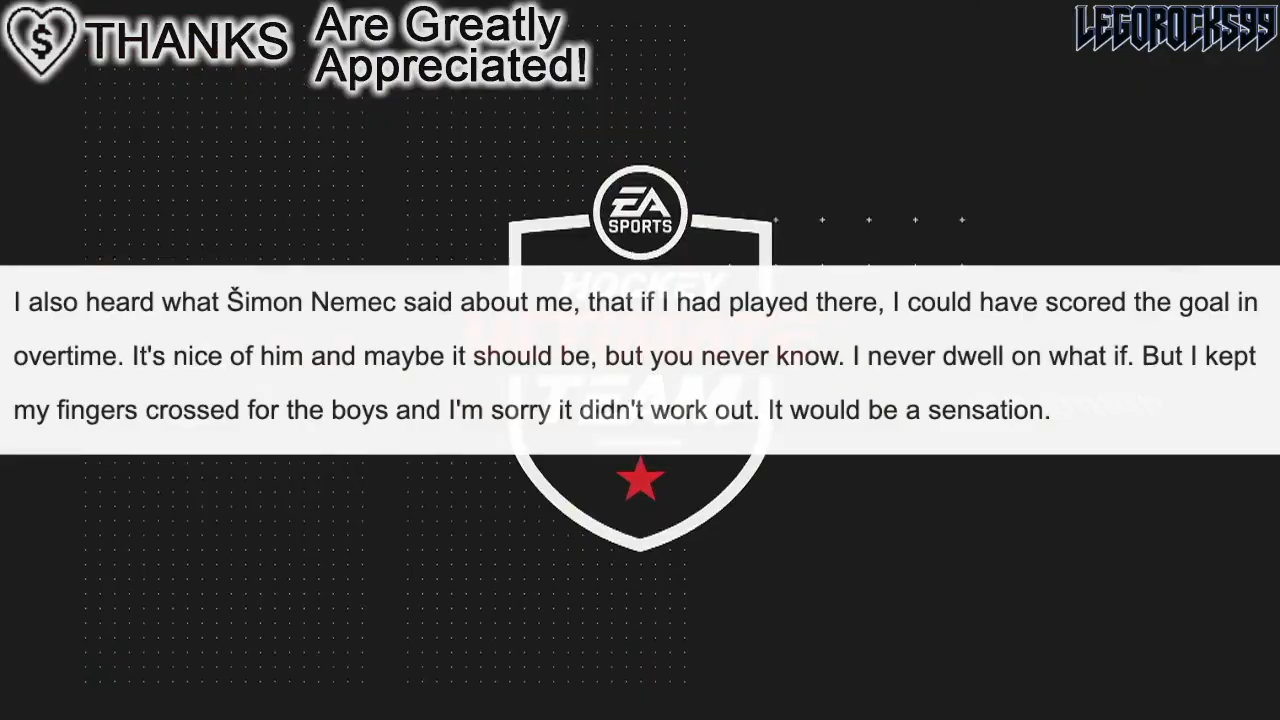 THANKS Are Greatly
Appreciated!
LEGOROCKS99
EA
SPORTS
HOCKEY
ULTIMATE
TEAM
I also heard what Šimon Nemec said about me, that if I had played there, I could have scored the goal in
overtime. It's nice of him and maybe it should be, but you never know. I never dwell on what if. But I kept
my fingers crossed for the boys and I'm sorry it didn't work out. It would be a sensation.